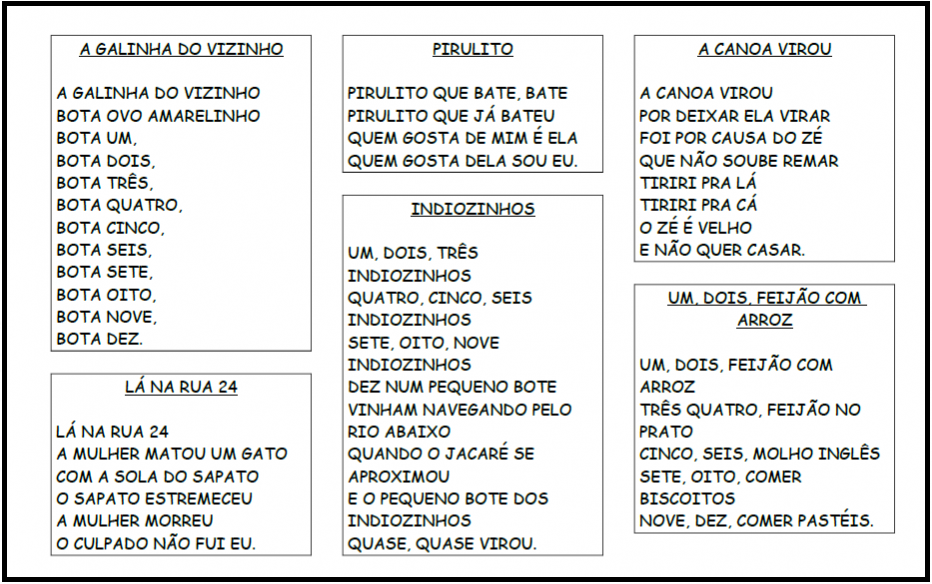 A GALINHA DO VIZINHO
A GALINHA DO VIZINHO
BOTA OVO AMARELINHO
BOTA UM,
BOTA DOIS,
BOTA TRÊS,
BOTA QUATRO,
BOTA CINCO,
BOTA SEIS,
BOTA SETE,
BOTA OITO,
BOTA NOVE,
BOTA DEZ.
LÁ NA RUA 24
LÁ NA RUA 24
A MULHER MATOU UM GATO
COM A SOLA DO SAPATO
O SAPATO ESTREMECEU
A MULHER MORREU
O CULPADO NÃO FUI EU.
PIRULITO
PIRULITO QUE BATE, BATE
PIRULITO QUE JÁ BATEU
QUEM GOSTA DE MIM É ELA
QUEM GOSTA DELA SOU EU.
INDIOZINHOS
UM, DOIS, TRÊS
INDIOZINHOS
QUATRO, CINCO, SEIS
INDIOZINHOS
SETE, OITO, NOVE
INDIOZINHOS
DEZ NUM PEQUENO BOTE
VINHAM NAVEGANDO PELO
RIO ABAIXO
QUANDO O JACARÉ SE
APROXIMOU
E O PEQUENO BOTE DOS
INDIOZINHOS
QUASE, QUASE VIROU.
A CANOA VIROU
A CANOA VIROU
POR DEIXAR ELA VIRAR
FOI POR CAUSA DO ZÉ
QUE NÃO SOUBE REMAR
TIRIRI PRA LÁ
TIRIRI PRA CÁ
O ZÉ É VELHO
E NÃO QUER CASAR.
UM, DOIS, FEIJÃO COM
ARROZ
UM, DOIS, FEIJÃO COM
ARROZ
TRÊS QUATRO, FEIJÃO NO
PRATO
CINCO, SEIS, MOLHO INGLÊS
SETE, OITO, COMER
BISCOITOS
NOVE, DEZ, COMER PASTÉIS.